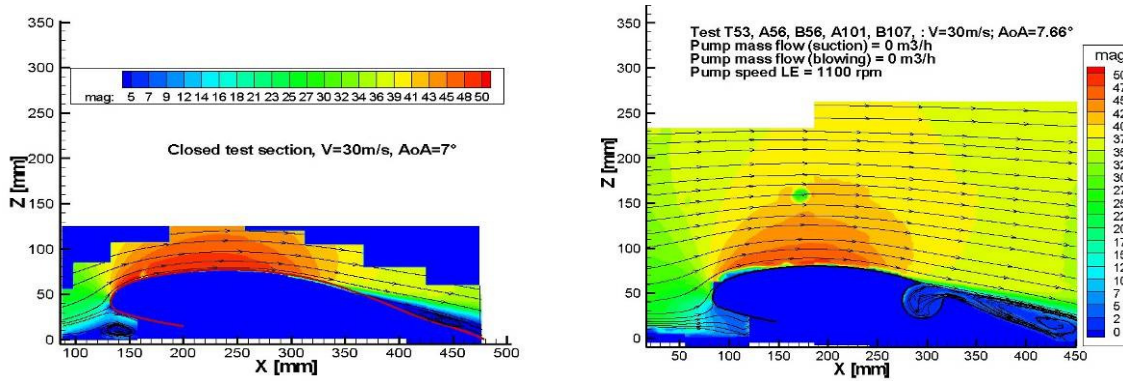 350
300
250
200
150
100
50
0
Z [mm]
mag: 5 7 9 12 14 16 18 21 23 25 27 30 32 34 36 39 41 43 45 48 50
Closed test section, V=30m/s, AoA=7°
100 150 200 250 300 350 400 450 500
X [mm]
350
300
250
200
150
100
50
0
Z [mm]
Test T53, A56, B56, A101, B107, : V=30m/s; AoA=7.66°
Pump mass flow (suction) = 0 m3/h
Pump mass flow (blowing) = 0 m3/h
Pump speed LE = 1100 rpm
50 100 150 200 250 300 350 400 450
X [mm]
mag